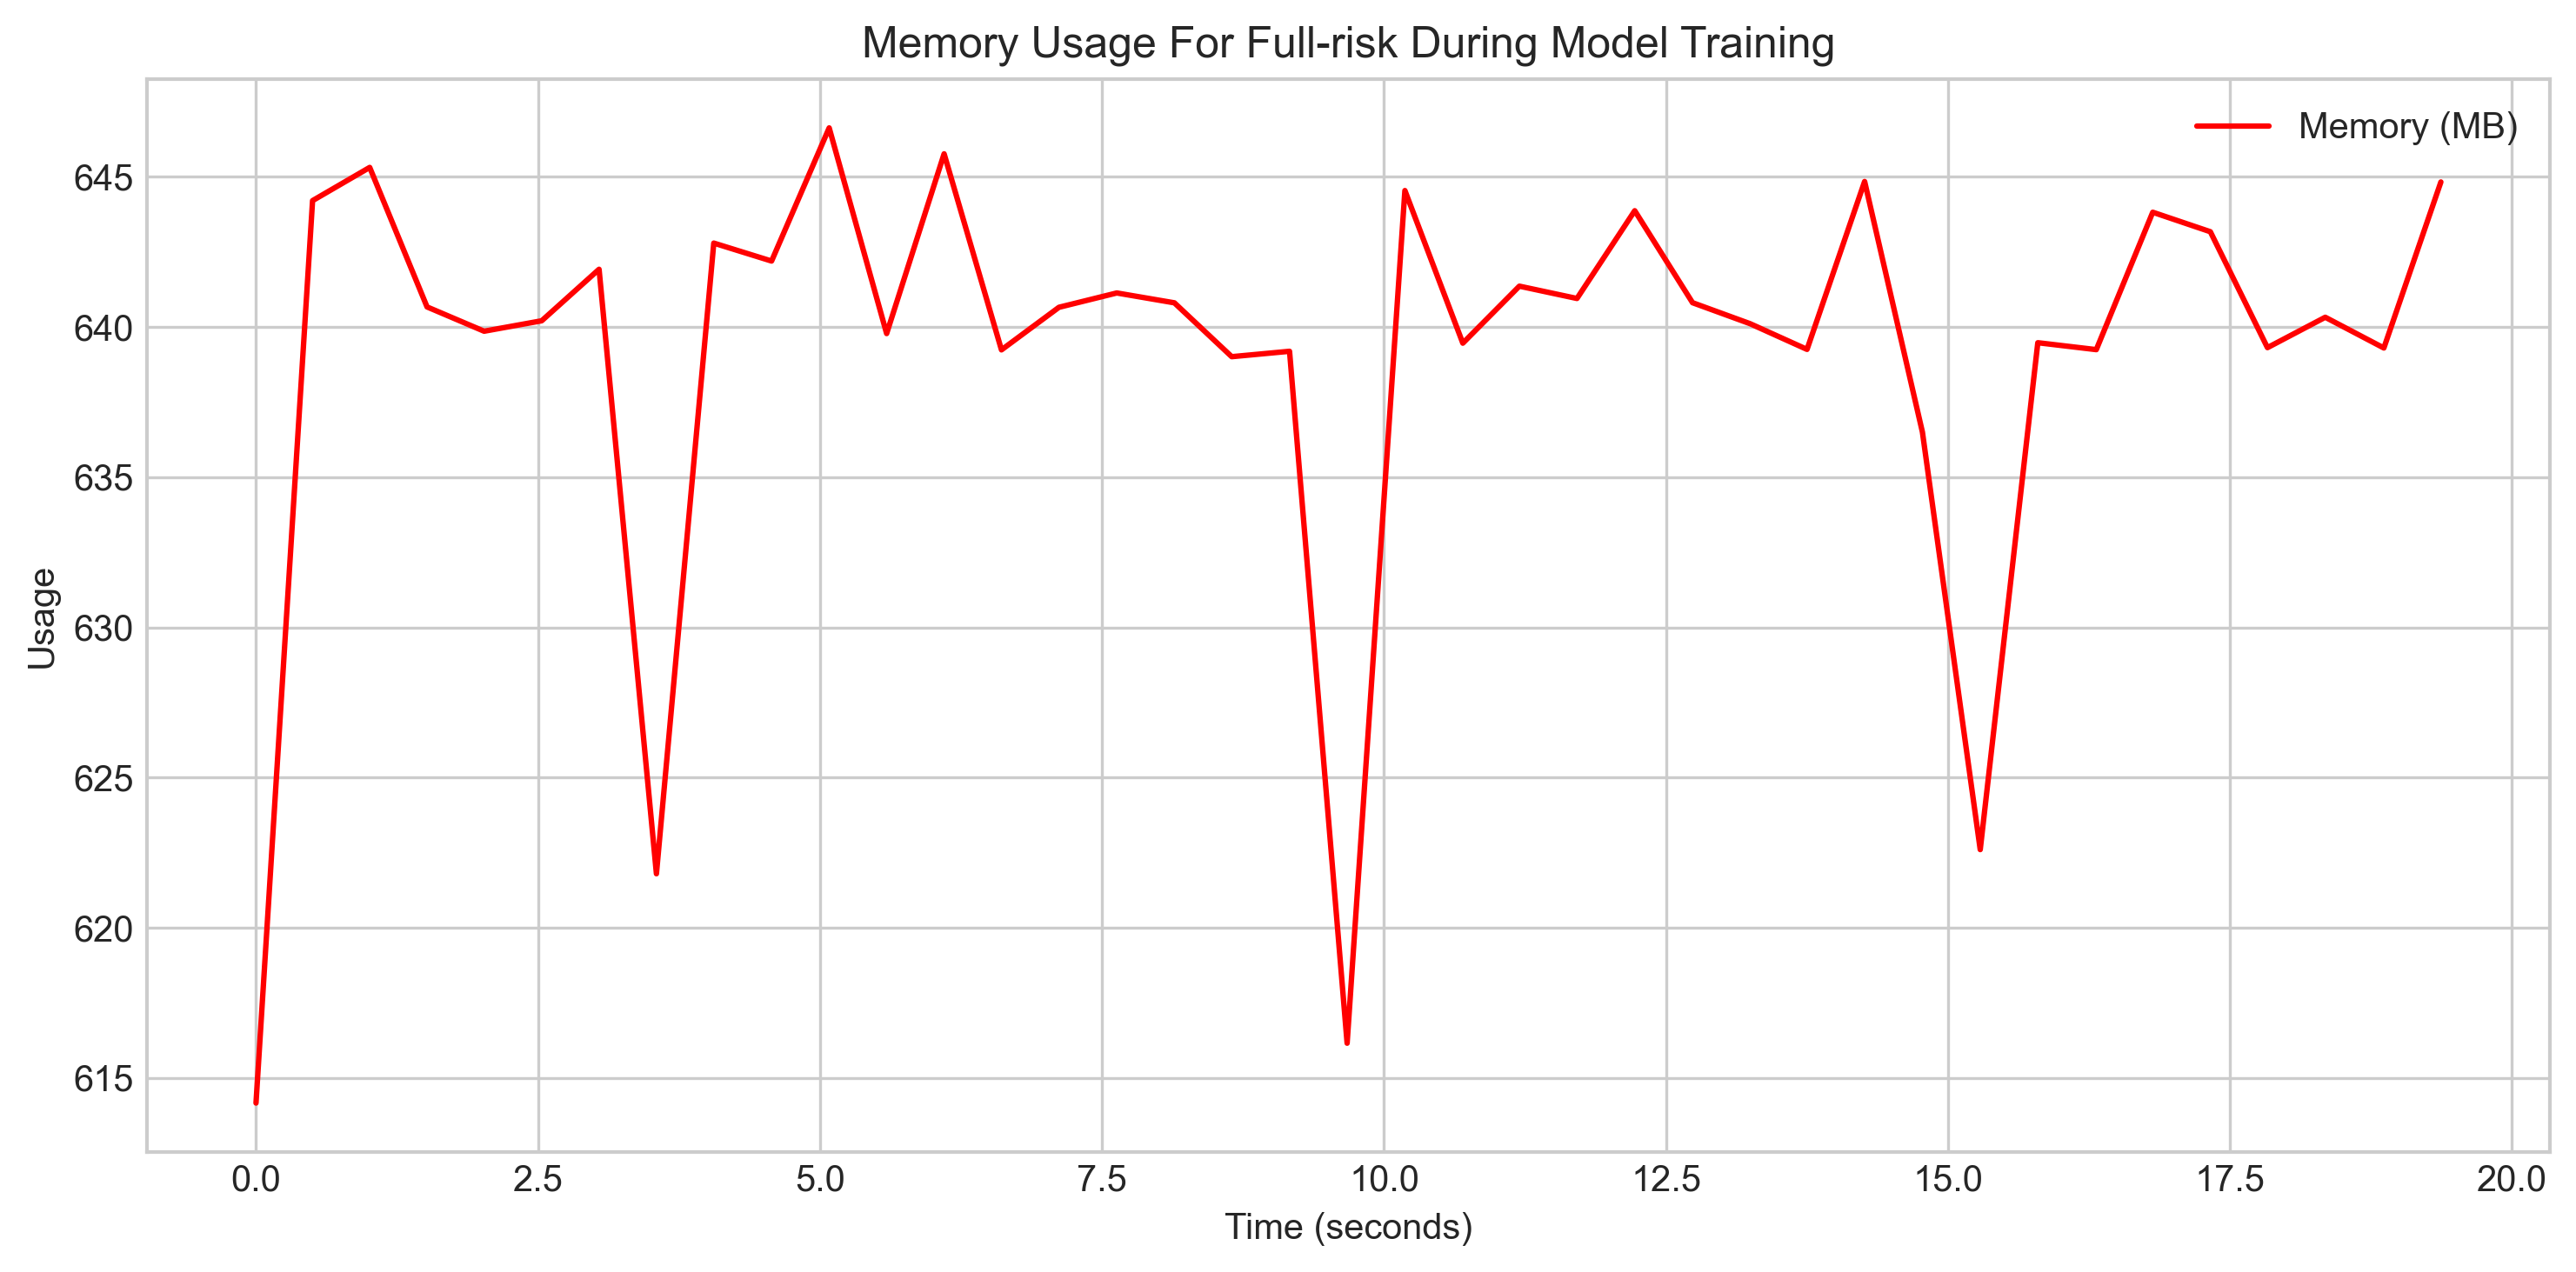 Memory Usage For Full-risk During Model Training
Memory (MB)
645
640
635
630
625
620
615
Usage
0.0 2.5 5.0 7.5 10.0 12.5 15.0 17.5 20.0
Time (seconds)